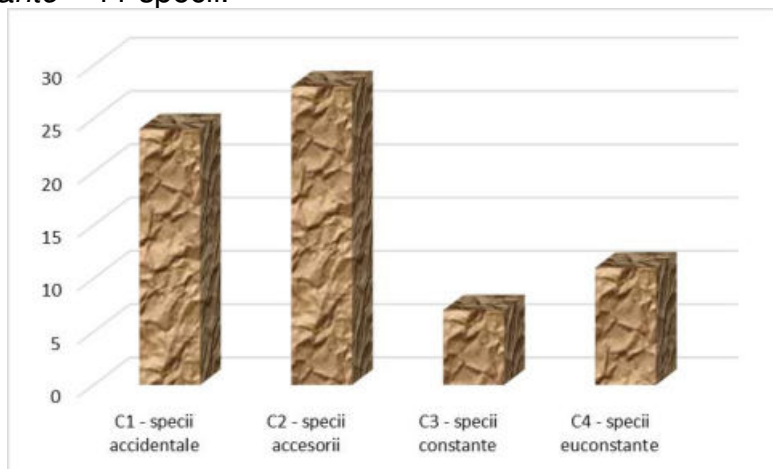 specii.
30
25
20
15
10
5
0
C1 - specii accidentale
C2 - specii accesorii
C3 - specii constante
C4 - specii euconstante